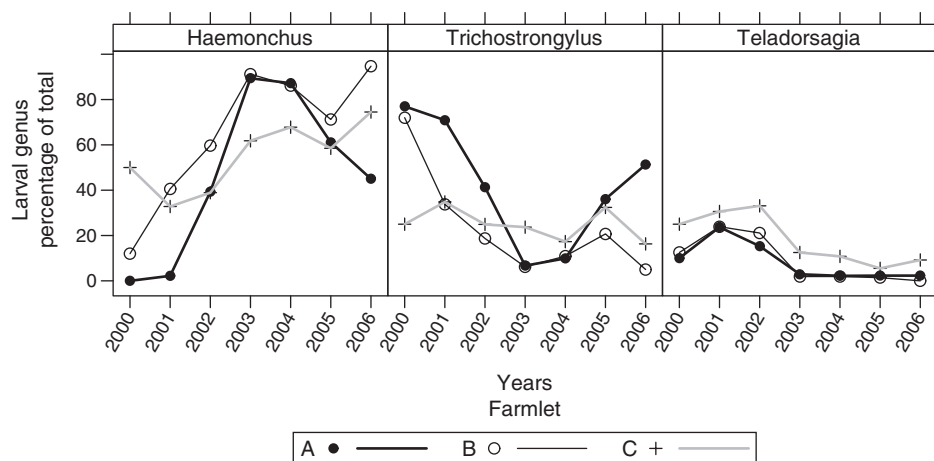 Haemonchus Trichostrongylus Teladorsagia
Larval genus
percentage of total
80
60
40
20
0
2000 2001 2002 2003 2004 2005 2006 2000 2001 2002 2003 2004 2005 2006 2000 2001 2002 2003 2004 2005 2006
Years
Farmlet
A B C